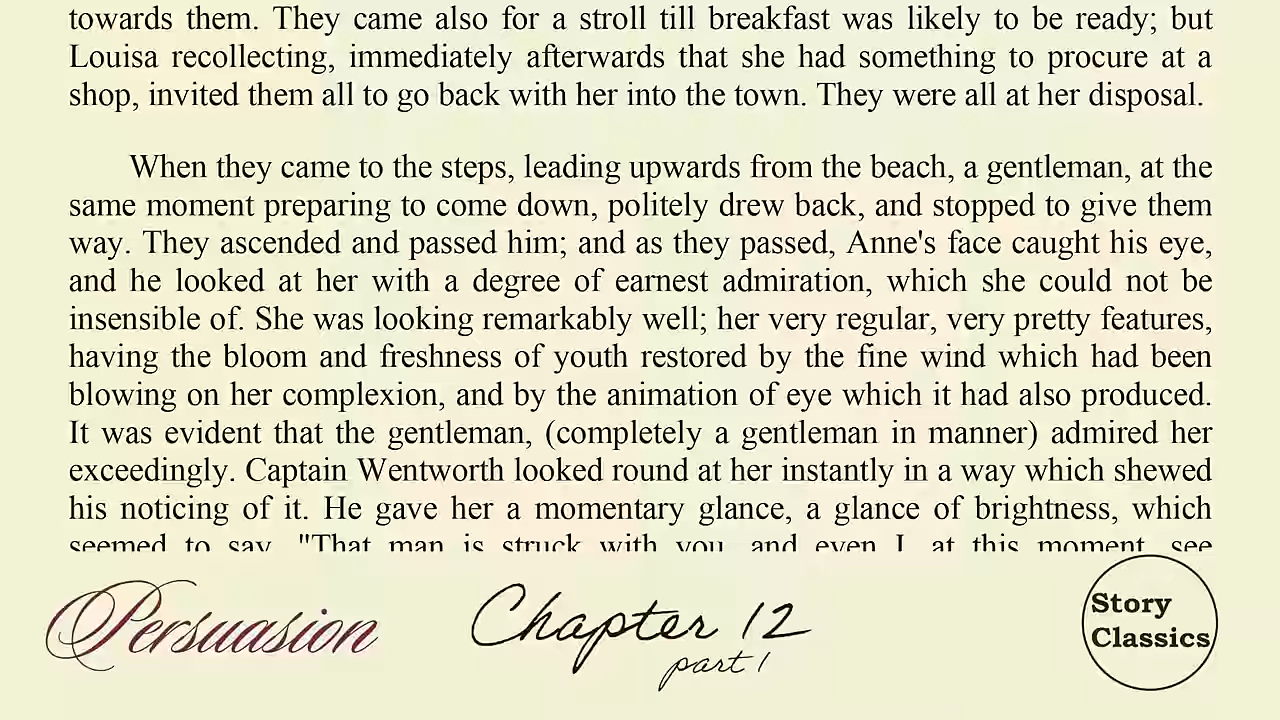 towards them. They came also for a stroll till breakfast was likely to be ready; but
Louisa recollecting, immediately afterwards that she had something to procure at a
shop, invited them all to go back with her into the town. They were all at her disposal.
When they came to the steps, leading upwards from the beach, a gentleman, at the
same moment preparing to come down, politely drew back, and stopped to give them
way. They ascended and passed him; and as they passed, Anne's face caught his eye,
and he looked at her with a degree of earnest admiration, which she could not be
insensible of. She was looking remarkably well; her very regular, very pretty features,
having the bloom and freshness of youth restored by the fine wind which had been
blowing on her complexion, and by the animation of eye which it had also produced.
It was evident that the gentleman, (completely a gentleman in manner) admired her
exceedingly. Captain Wentworth looked round at her instantly in a way which shewed
his noticing of it. He gave her a momentary glance, a glance of brightness, which
seemed to say, "That man is struck with you, and even I, at this moment, see
Persuasion
Chapter 12
part 1
Story
Classics